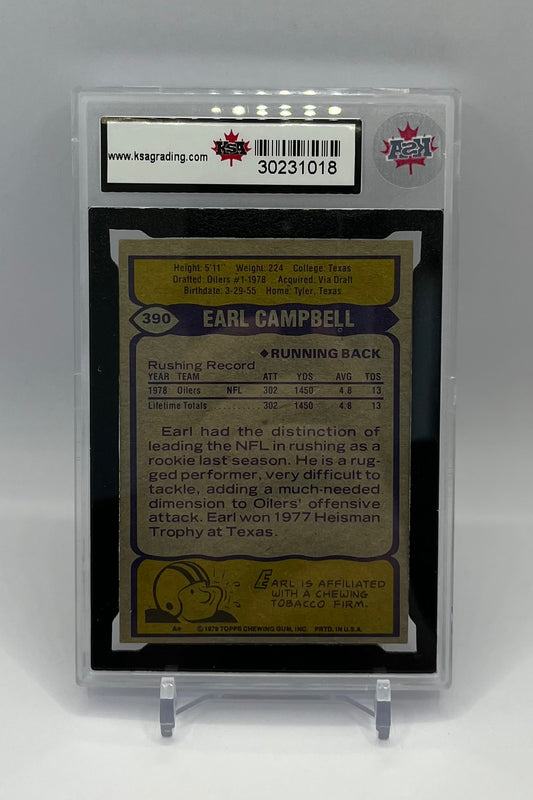 www.ksagrading.com
KSA
30231018
KSA
Height: 5'11" Weight: 224 College: Texas
Drafted: Oilers #1-1978 Acquired: Via Draft
Birthdate: 3-29-55 Home: Tyler, Texas
390 EARL CAMPBELL
◆RUNNING BACK
Rushing Record
YEAR TEAM ATT YDS AVG TDS
1978 Oilers NFL 302 1450 4.8 13
Lifetime Totals .......... 302 1450 4.8 13
Earl had the distinction of
leading the NFL in rushing as a
rookie last season. He is a rug-
ged performer, very difficult to
tackle, adding a much-needed
dimension to Oilers' offensive
attack. Earl won 1977 Heisman
Trophy at Texas.
EARL IS AFFILIATED
WITH A CHEWING
TOBACCO FIRM.
A* © 1979 TOPPS CHEWING GUM, INC. PRTD. IN U.S.A.